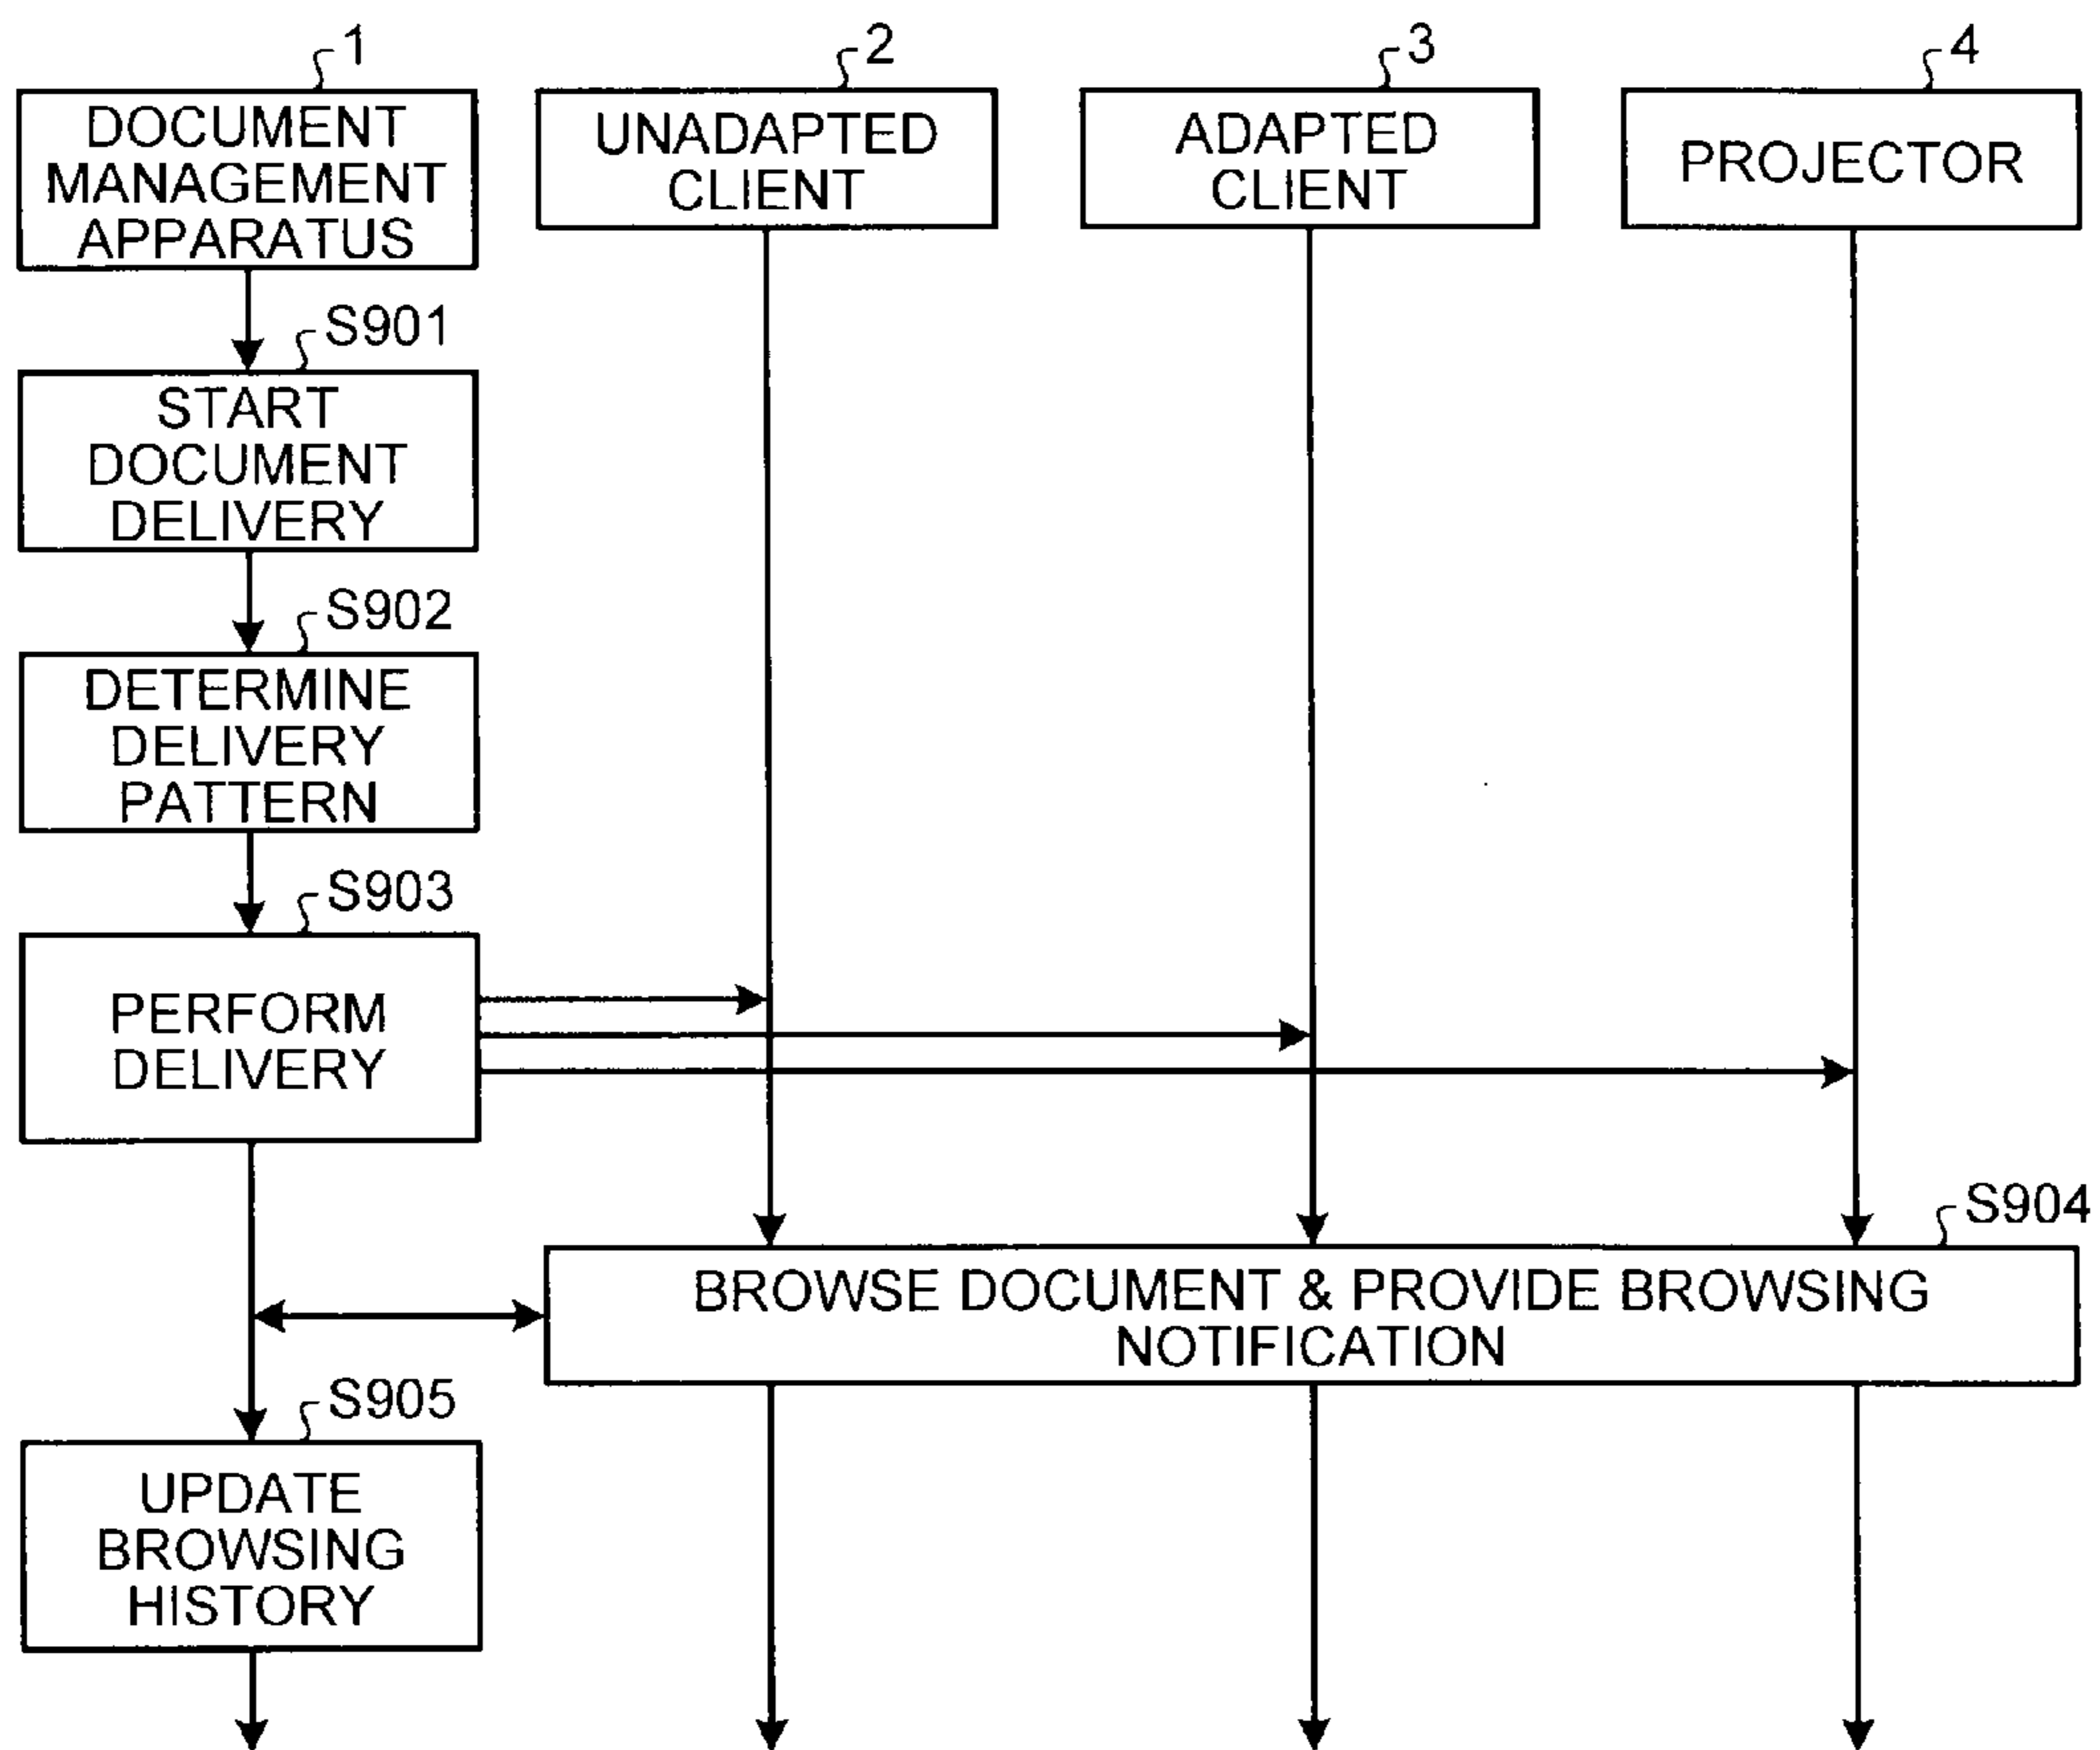 1
2
3
4
DOCUMENT
MANAGEMENT
APPARATUS
UNADAPTED
CLIENT
ADAPTED
CLIENT
PROJECTOR
S901
START
DOCUMENT
DELIVERY
S902
DETERMINE
DELIVERY
PATTERN
S903
PERFORM
DELIVERY
S904
BROWSE DOCUMENT & PROVIDE BROWSING
NOTIFICATION
S905
UPDATE
BROWSING
HISTORY